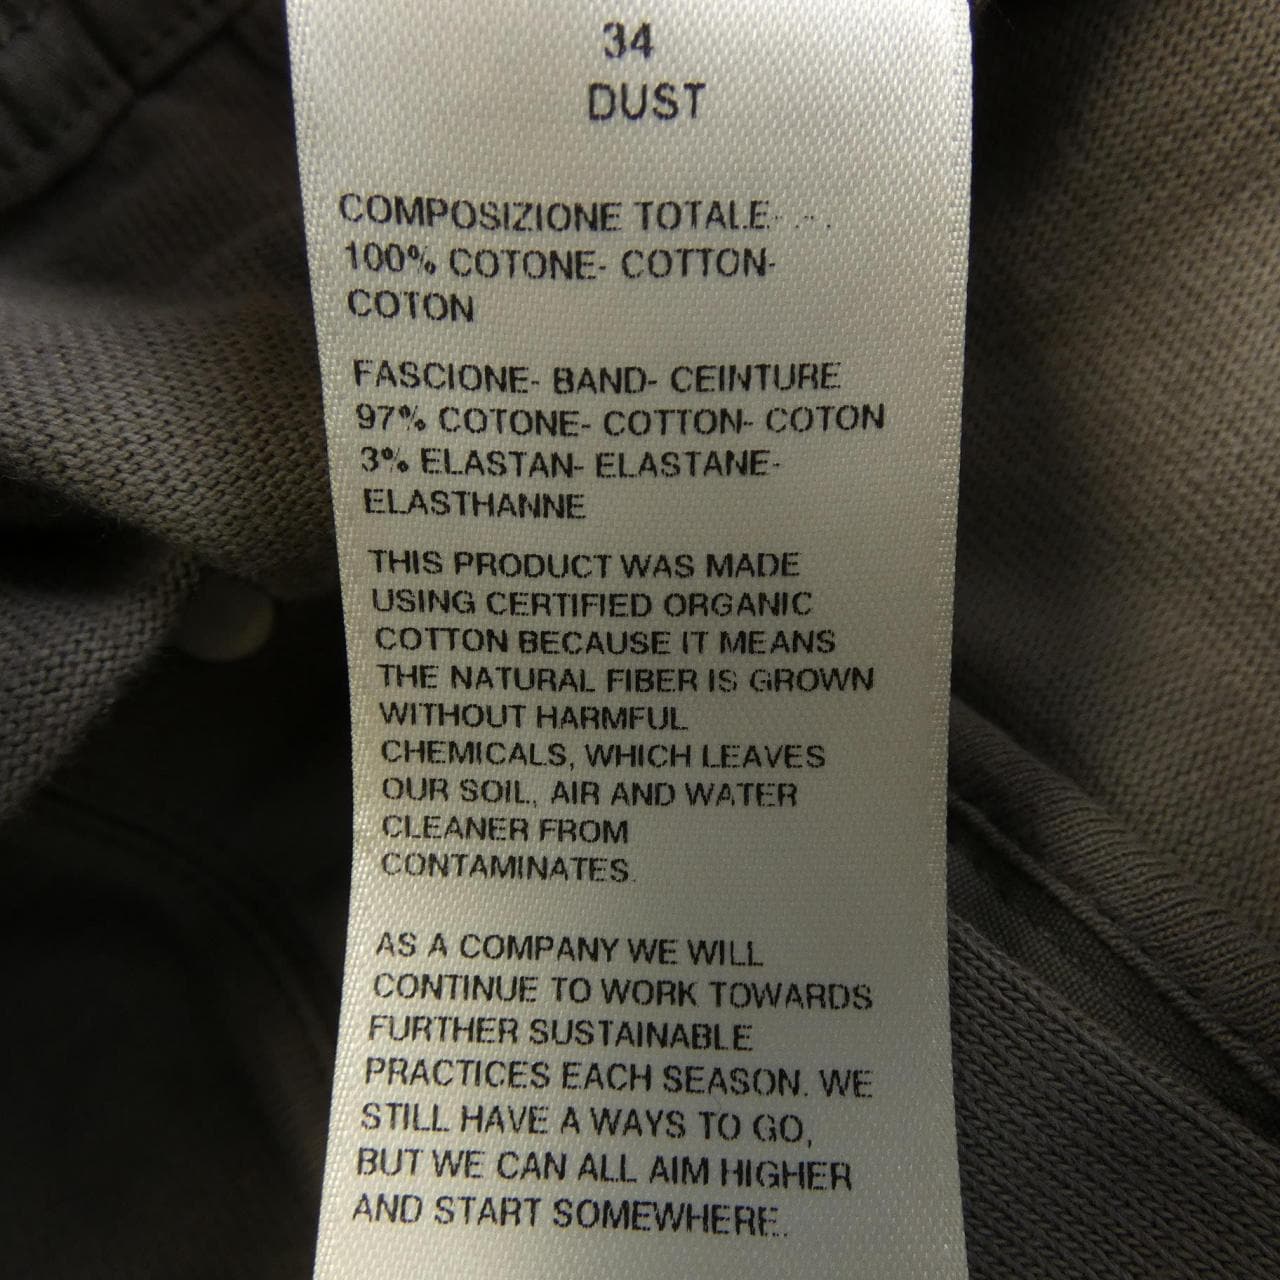 34
DUST
COMPOSIZIONE TOTALE- - -
100% COTONE- COTTON-
COTON
FASCIONE- BAND- CEINTURE
97% COTONE- COTTON- COTON
3% ELASTAN- ELASTANE-
ELASTHANNE
THIS PRODUCT WAS MADE
USING CERTIFIED ORGANIC
COTTON BECAUSE IT MEANS
THE NATURAL FIBER IS GROWN
WITHOUT HARMFUL
CHEMICALS, WHICH LEAVES
OUR SOIL, AIR AND WATER
CLEANER FROM
CONTAMINATES.
AS A COMPANY WE WILL
CONTINUE TO WORK TOWARDS
FURTHER SUSTAINABLE
PRACTICES EACH SEASON. WE
STILL HAVE A WAYS TO GO,
BUT WE CAN ALL AIM HIGHER
AND START SOMEWHERE.